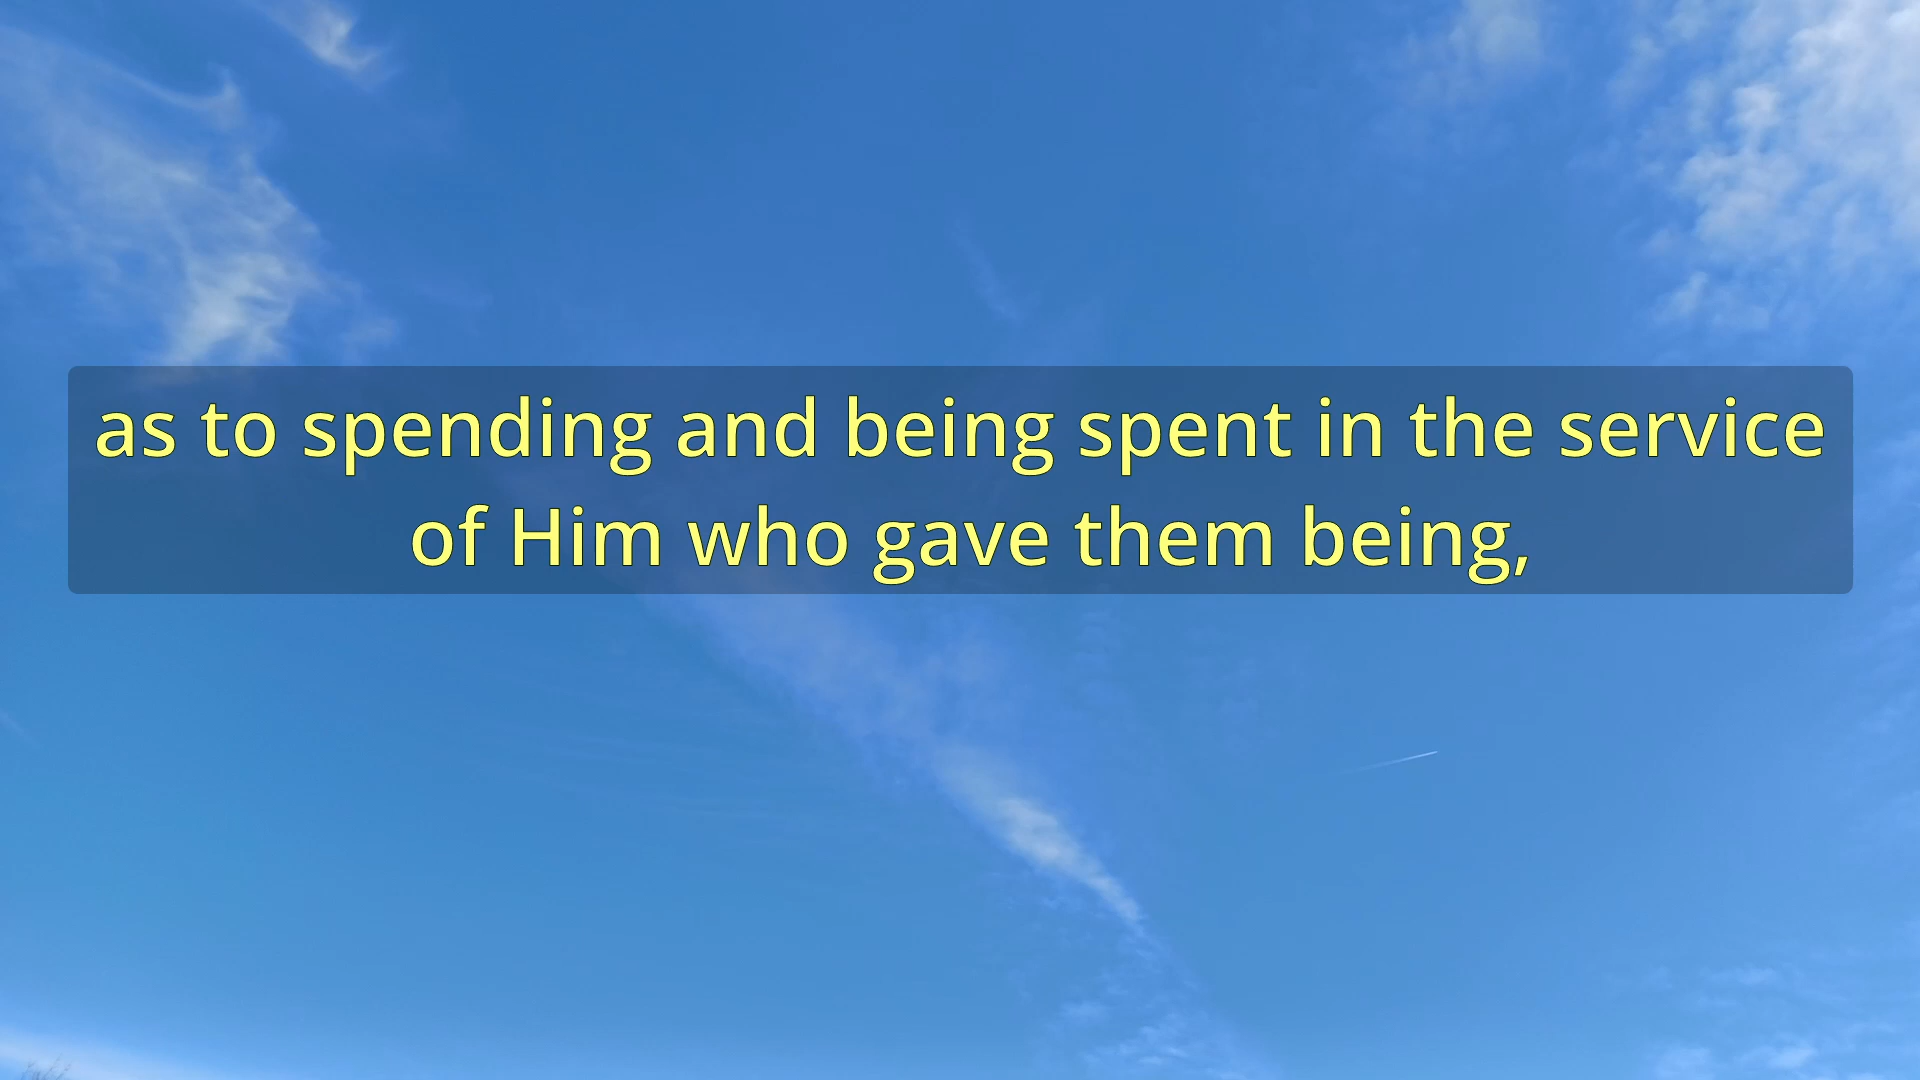 as to spending and being spent in the service
of Him who gave them being,